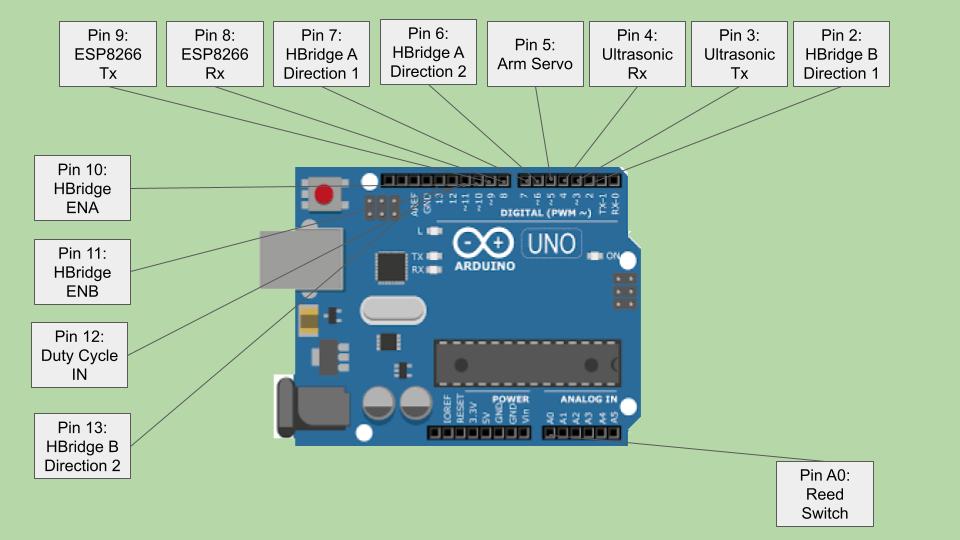 Pin 9:
ESP8266
Tx
Pin 8:
ESP8266
Rx
Pin 7:
HBridge A
Direction 1
Pin 6:
HBridge A
Direction 2
Pin 5:
Arm Servo
Pin 4:
Ultrasonic
Rx
Pin 3:
Ultrasonic
Tx
Pin 2:
HBridge B
Direction 1
Pin 10:
HBridge
ENA
Pin 11:
HBridge
ENB
Pin 12:
Duty Cycle
IN
Pin 13:
HBridge B
Direction 2
AREF
GND
13
12
~11
~10
~9
8
7
~6
~5
4
~3
2
TX→1
RX←0
DIGITAL (PWM ~)
L
TX
RX
UNO
ARDUINO
ON
POWER
ANALOG IN
IOREF
RESET
3.3V
5V
GND
GND
Vin
A0
A1
A2
A3
A4
A5
Pin A0:
Reed
Switch